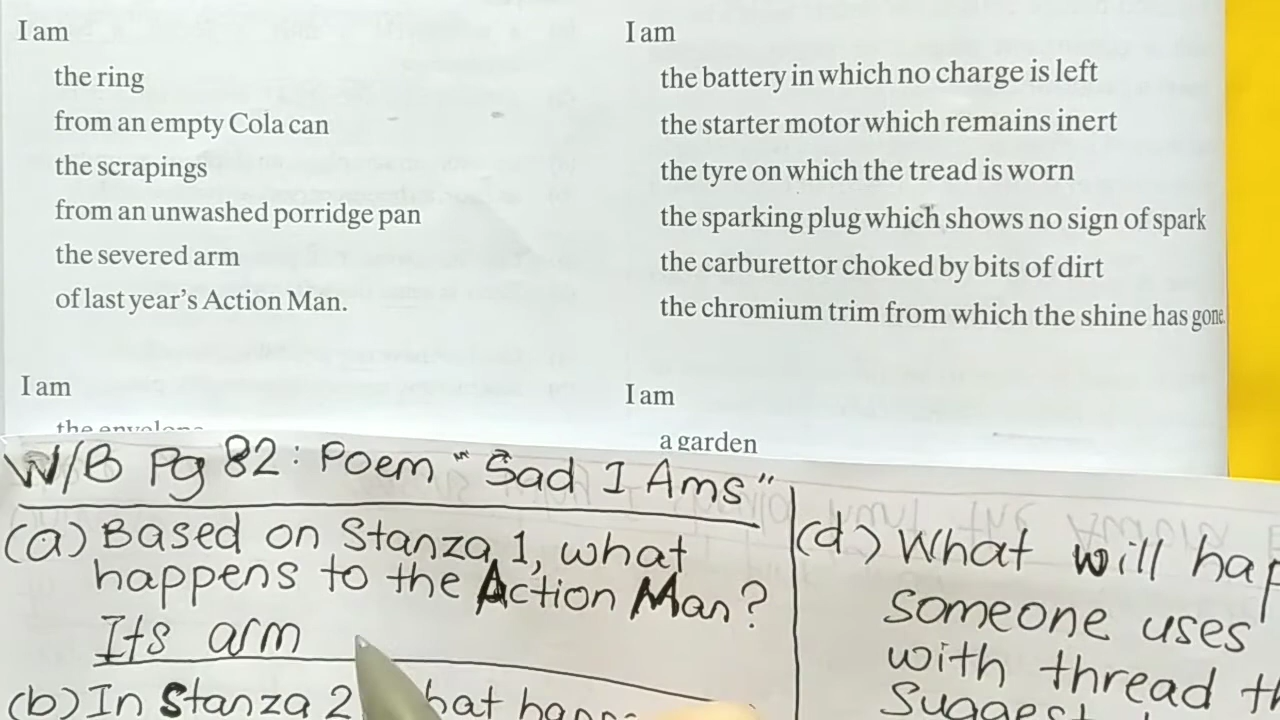 I am
the ring
from an empty Cola can
the scrapings
from an unwashed porridge pan
the severed arm
of last year's Action Man.
I am
I am
the battery in which no charge is left
the starter motor which remains inert
the tyre on which the tread is worn
the sparking plug which shows no sign of spark
the carburettor choked by bits of dirt
the chromium trim from which the shine has gone.
I am
a garden
W/B Pg 82: Poem "Sad I Ams"
(a) Based on Stanza 1, what
happens to the Action Man?
Its arm
(b) In Stanza 2
(d) What will
someone uses
with thread